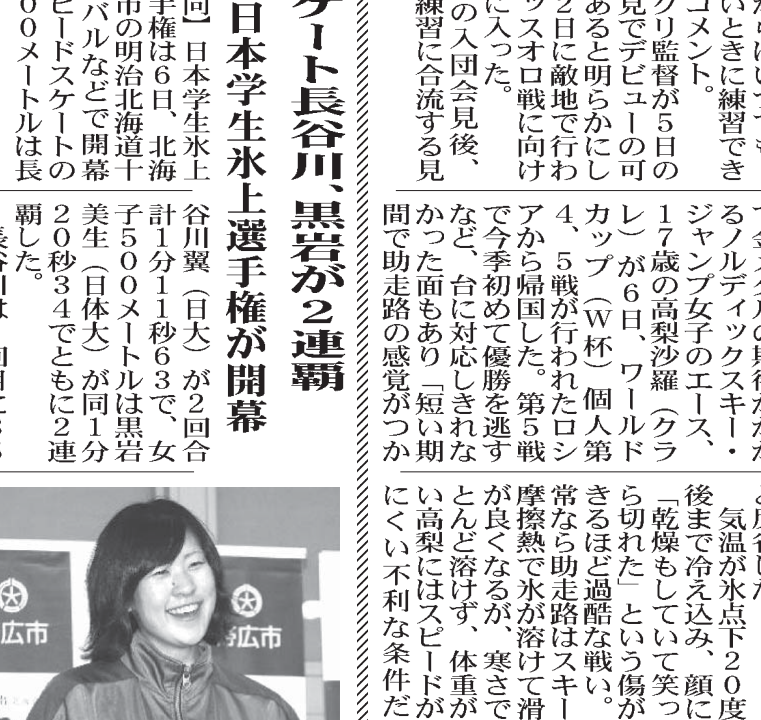 いときに練習でき
コメント。
クリ監督が５日の
見でデビューの可
あると明らかにし
２日に敵地で行わ
ッスオロ戦に向け
に入った。
の入団会見後、
練習に合流する見
るノルディックスキー・
ジャンプ女子のエース、
１７歳の高梨沙羅（クラ
レ）が６日、ワールド
カップ（Ｗ杯）個人第
４、５戦が行われたロシ
アから帰国した。第５戦
で今季初めて優勝を逃す
など、台に対応しきれな
かった面もあり「短い期
間で助走路の感覚がつか
気温が氷点下２０度
後まで冷え込み、顔に
「乾燥もしていて笑っ
ら切れた」という傷が
きるほど過酷な戦い。
常なら助走路はスキー
摩擦熱で氷が溶けて滑
が良くなるが、寒さで
とんど溶けず、体重が
い高梨にはスピードが
にくい不利な条件だ
ケート長谷川、黒岩が２連覇
日本学生氷上選手権が開幕
同】日本学生氷上
手権は６日、北海
市の明治北海道十
バルなどで開幕
ピードスケートの
００メートルは長
谷川翼（日大）が２回合
計１分１１秒６３で、女
子５００メートルは黒岩
美生（日体大）が同１分
２０秒３４でともに２連
覇した。
広市
帯広市